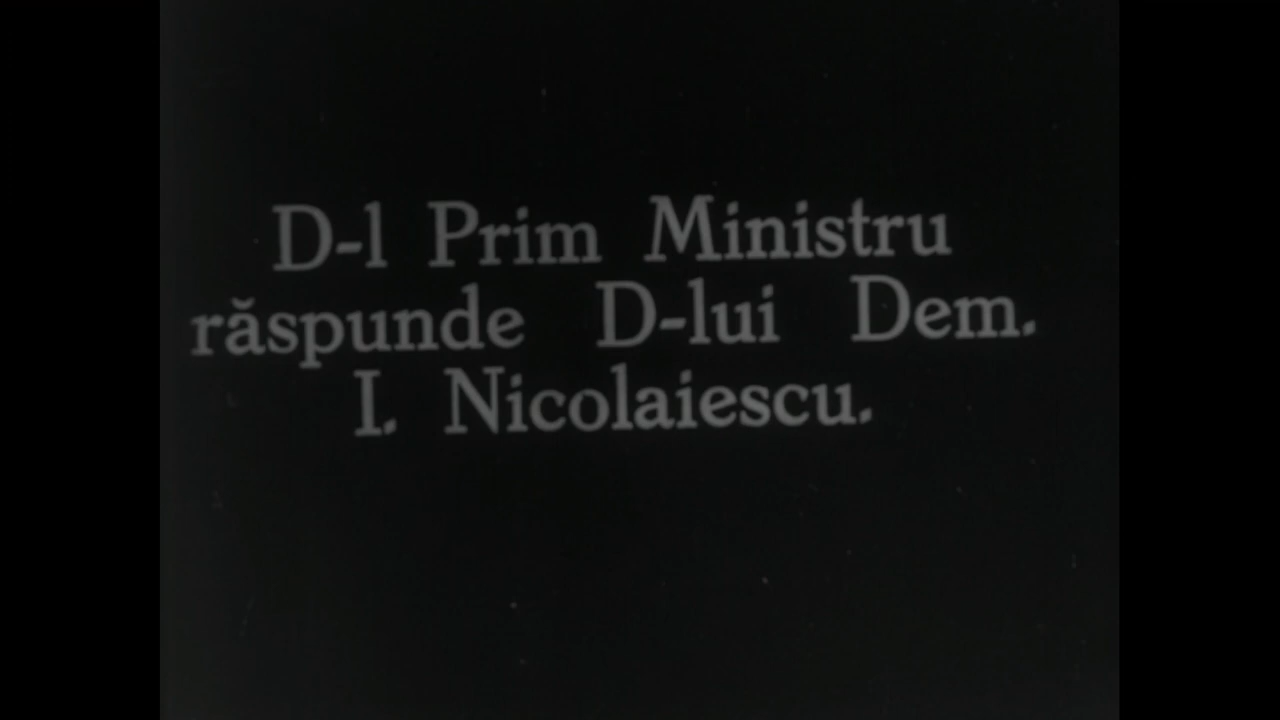 D-l Prim Ministru
răspunde D-lui Dem.
I. Nicolaiescu.